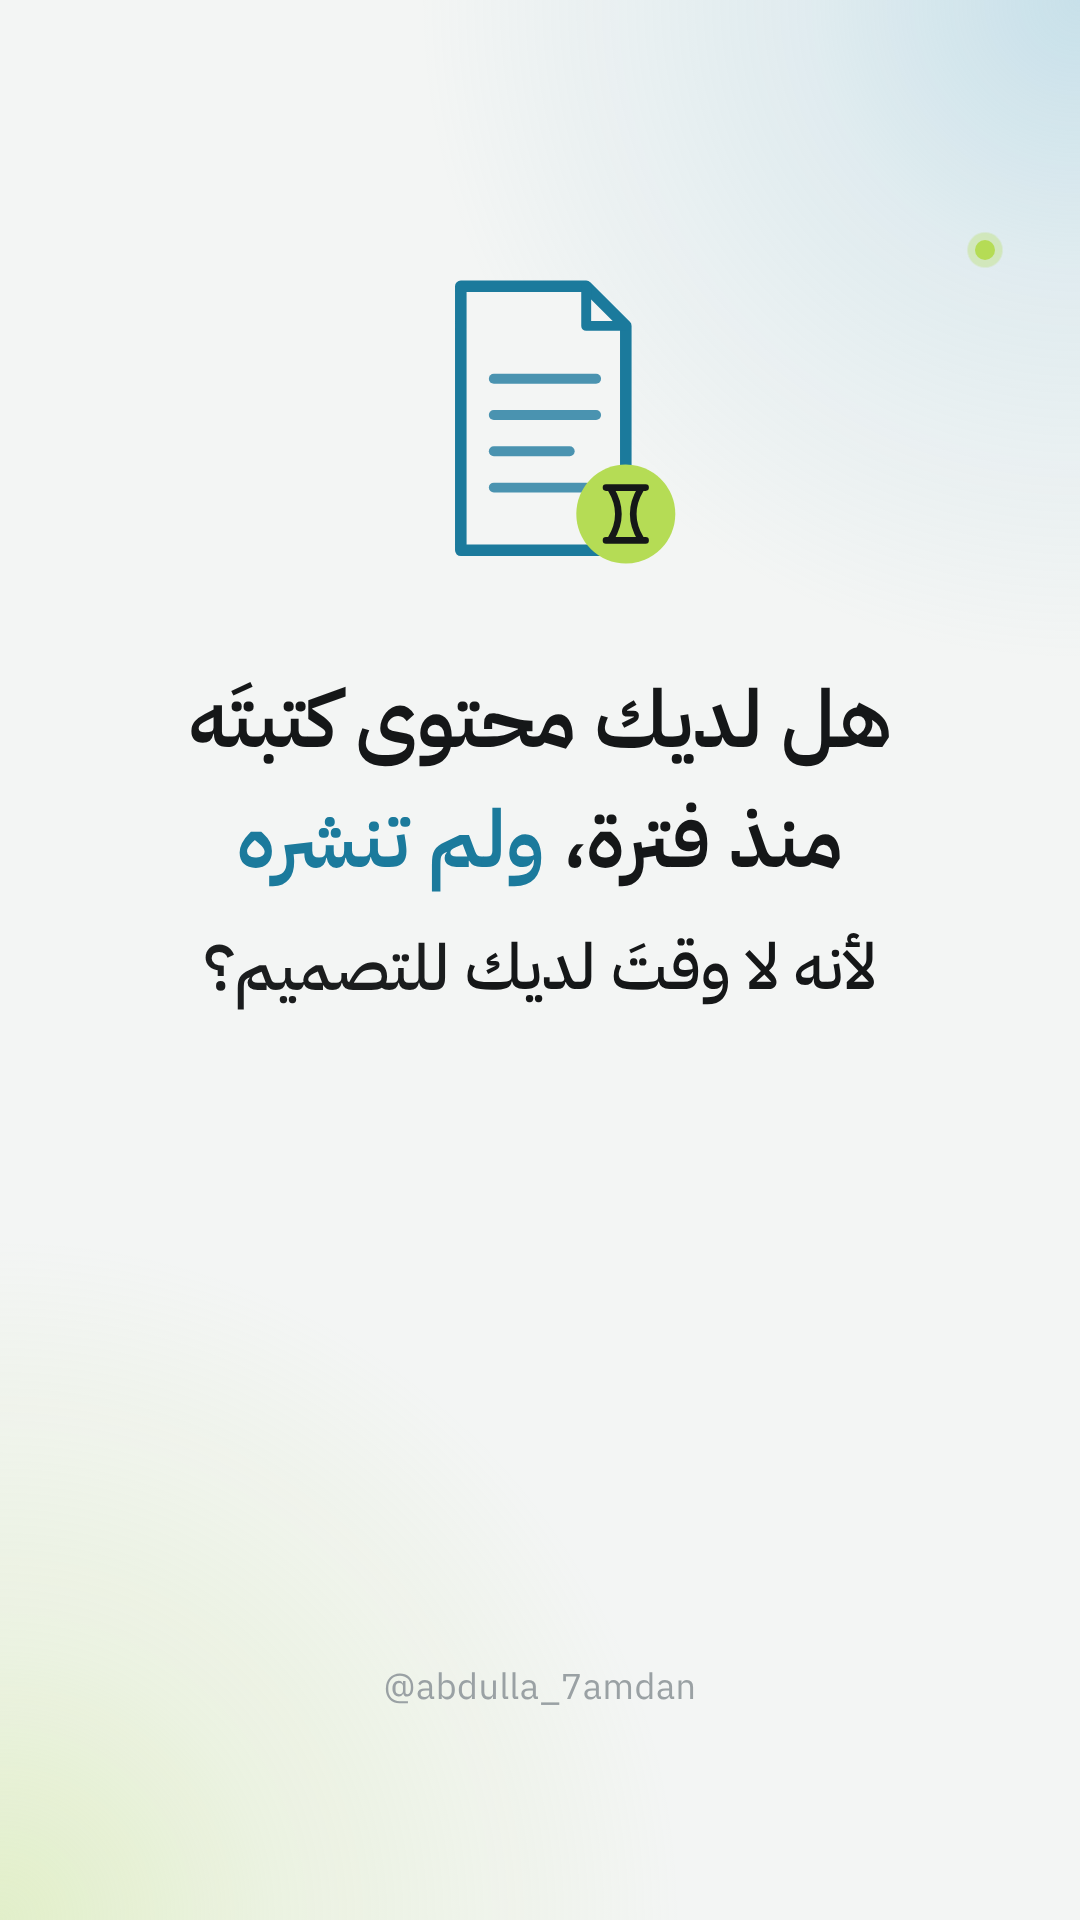 هل لديك محتوى كتبتَه
منذ فترة، ولم تنشره
لأنه لا وقتَ لديك للتصميم؟
@abdulla_7amdan